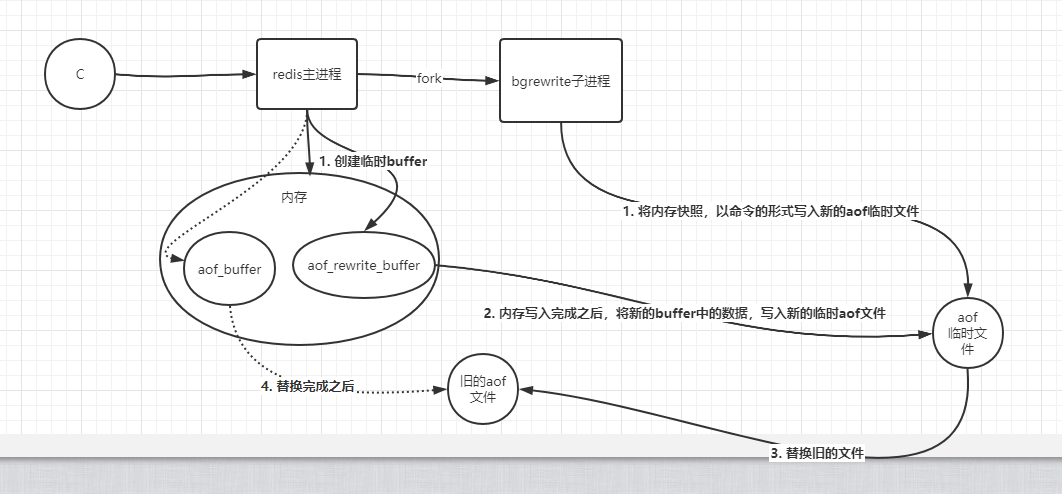 C
redis主进程
fork
bgrewrite子进程
1. 创建临时buffer
内存
1. 将内存快照，以命令的形式写入新的aof临时文件
aof_buffer
aof_rewrite_buffer
2. 内存写入完成之后，将新的buffer中的数据，写入新的临时aof文件
aof
临时文
件
4. 替换完成之后
旧的aof
文件
3. 替换旧的文件